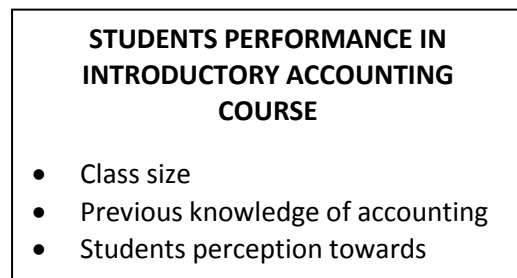 STUDENTS PERFORMANCE IN
INTRODUCTORY ACCOUNTING
COURSE
• Class size
• Previous knowledge of accounting
• Students perception towards